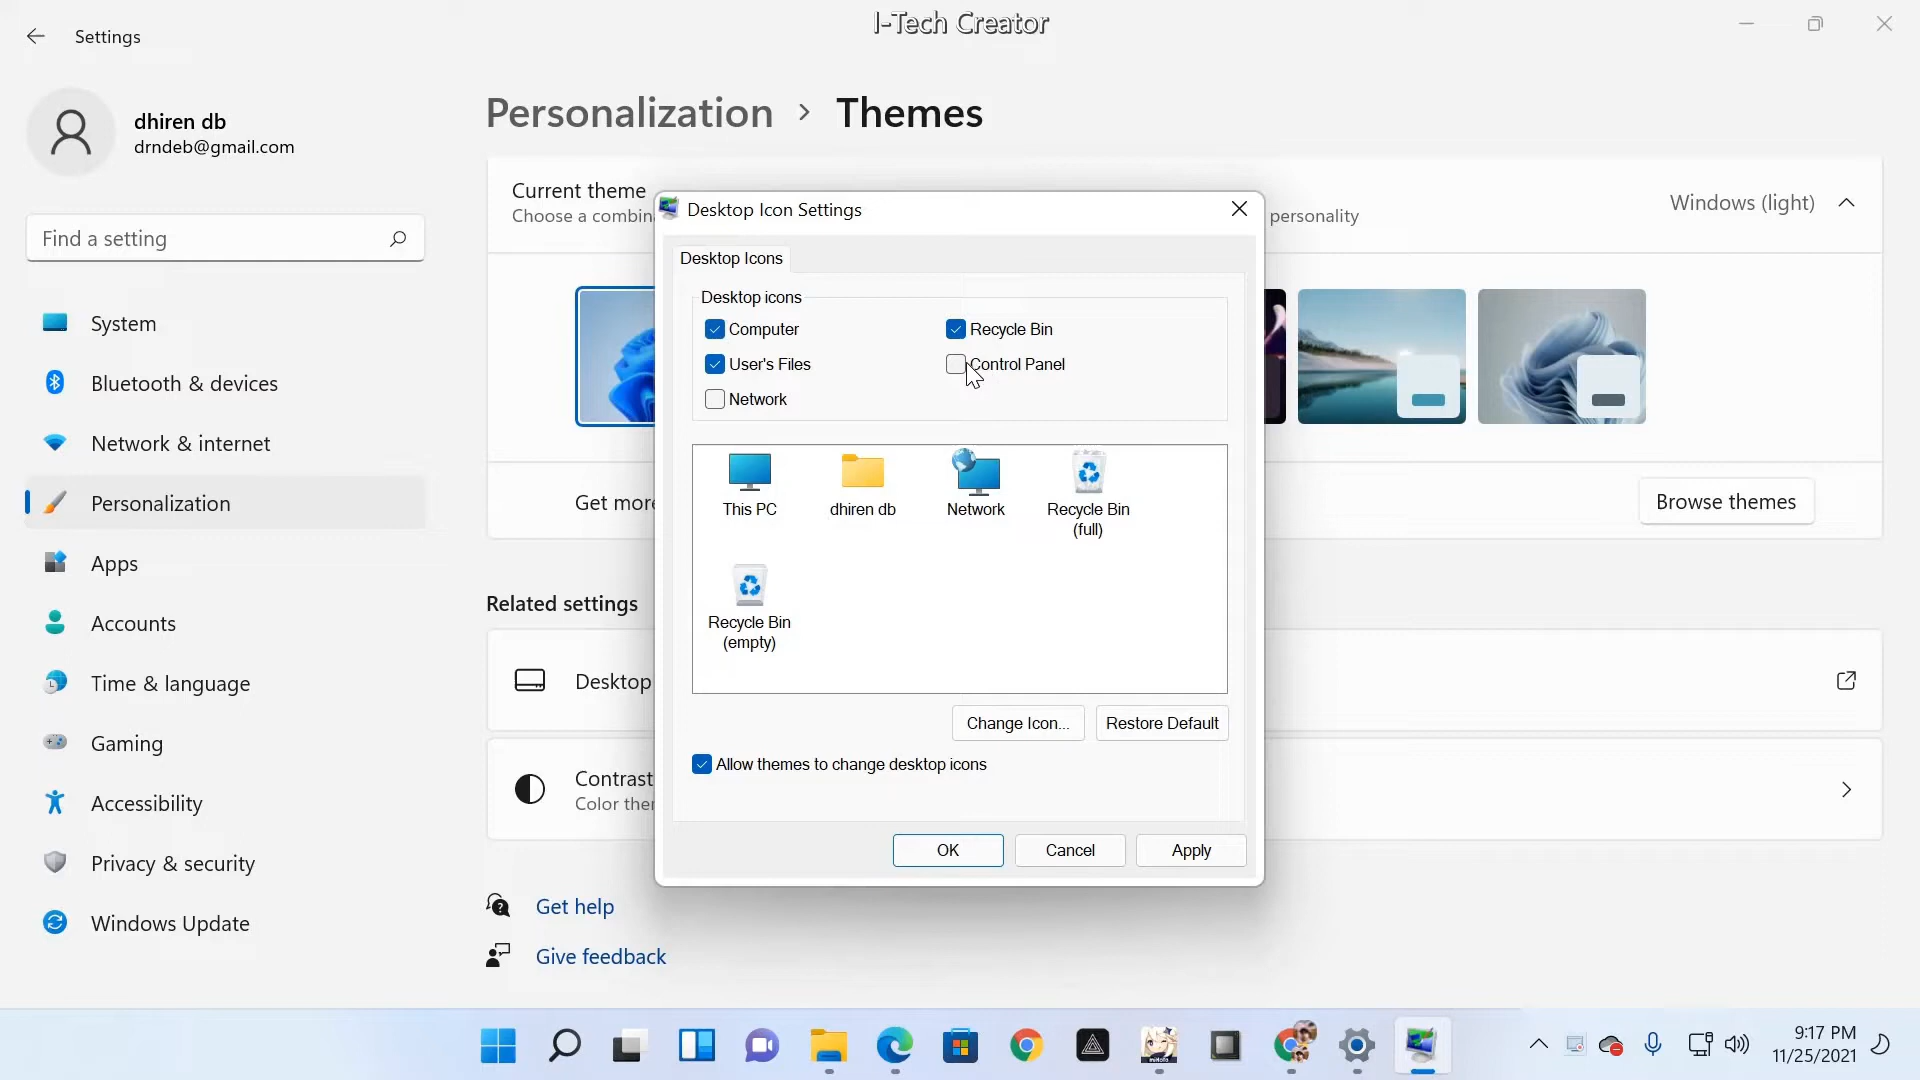 I-Tech Creator
Settings
dhiren db
drndeb@gmail.com
Find a setting
System
Bluetooth & devices
Network & internet
Personalization
Apps
Accounts
Time & language
Gaming
Accessibility
Privacy & security
Windows Update
Personalization > Themes
Current theme
Choose a combin
personality
Windows (light)
Get more
Browse themes
Related settings
Desktop
Contrast
Color ther
Get help
Give feedback
Desktop Icon Settings
Desktop Icons
Desktop icons
Computer
Recycle Bin
User's Files
Control Panel
Network
This PC
dhiren db
Network
Recycle Bin
(full)
Recycle Bin
(empty)
Change Icon...
Restore Default
Allow themes to change desktop icons
OK
Cancel
Apply
9:17 PM
11/25/2021